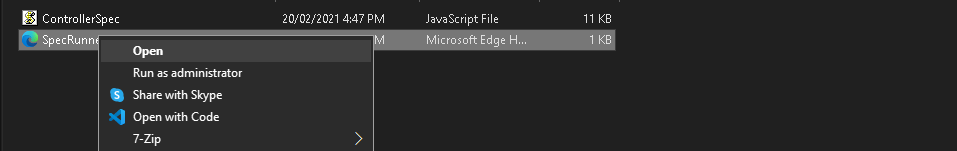 ControllerSpec 20/02/2021 4:47 PM JavaScript File 11 KB
SpecRunne M Microsoft Edge H... 1 KB
Open
Run as administrator
Share with Skype
Open with Code
7-Zip